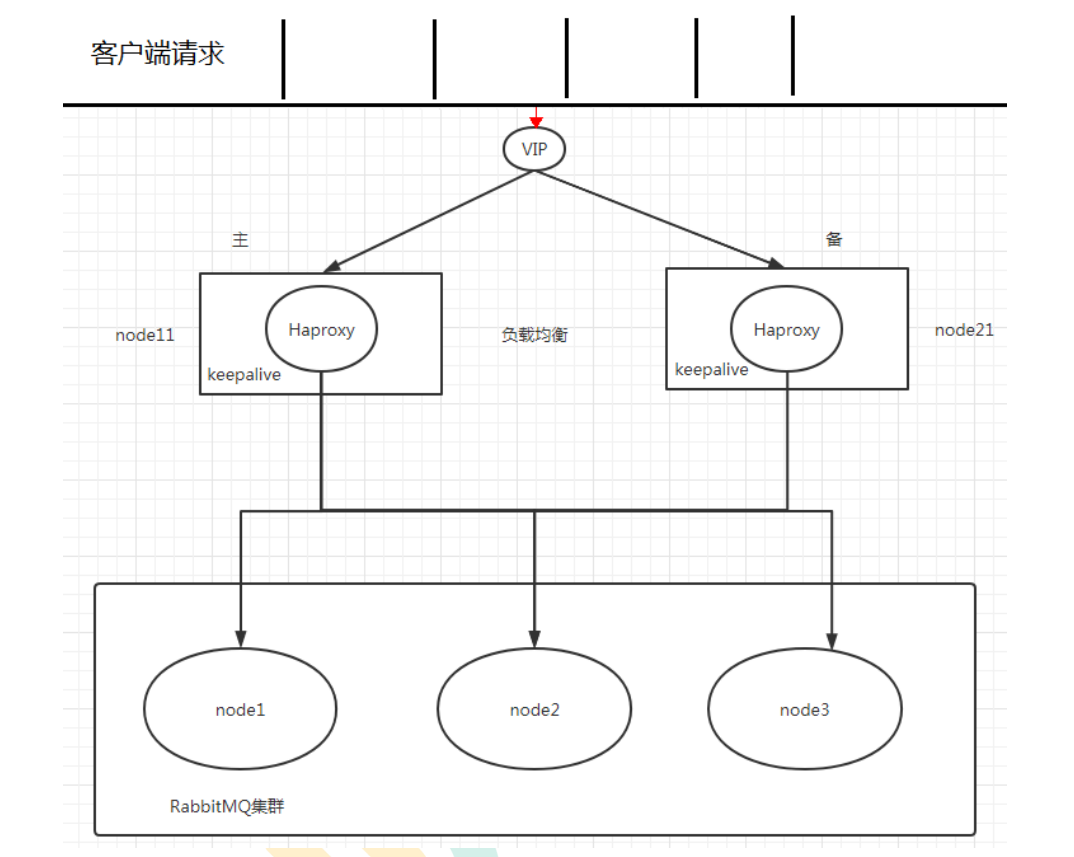 客户端请求
VIP
主
备
node11
Haproxy
keepalive
负载均衡
Haproxy
keepalive
node21
node1
node2
node3
RabbitMQ集群